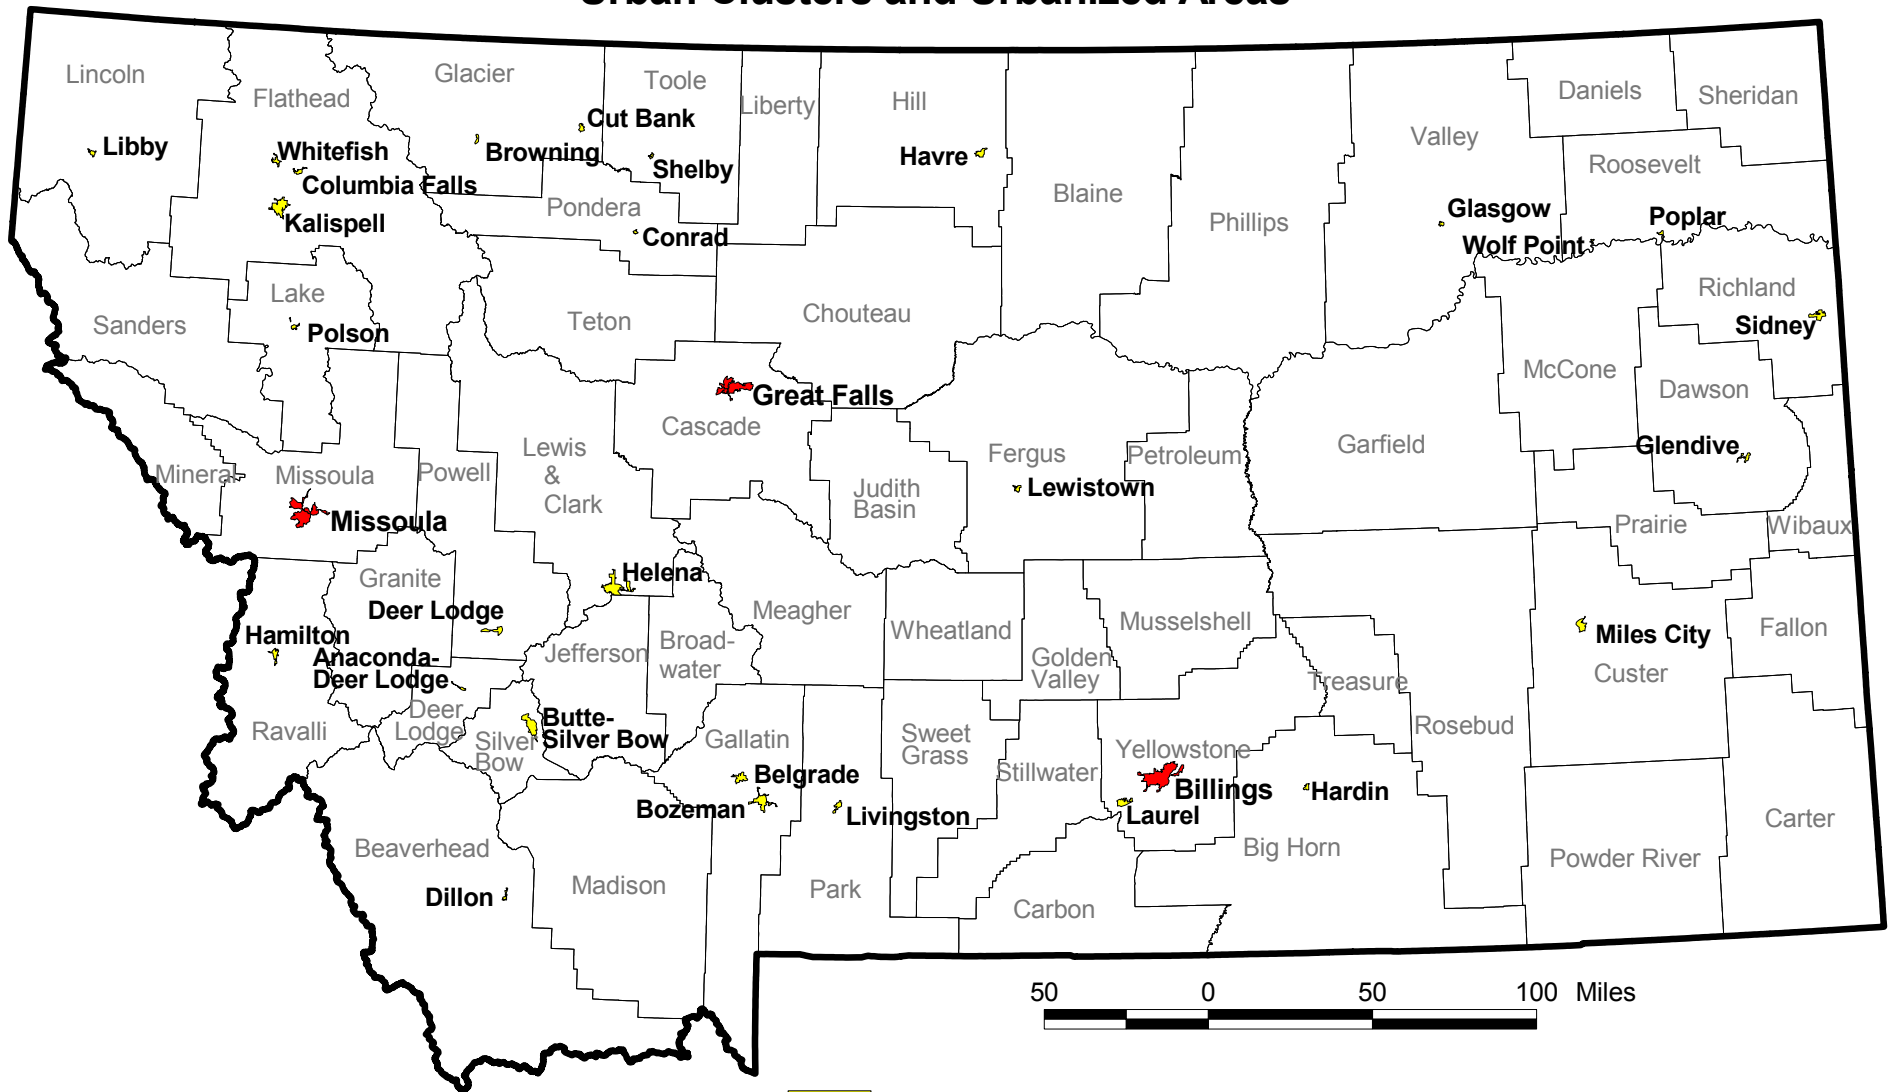 Urban Clusters and Urbanized Areas
Lincoln
Flathead
Glacier
Toole
Liberty
Hill
Blaine
Phillips
Valley
Daniels
Sheridan
Roosevelt
Libby
Whitefish
Columbia Falls
Kalispell
Browning
Cut Bank
Shelby
Havre
Pondera
Conrad
Glasgow
Wolf Point
Poplar
Richland
Sidney
Sanders
Lake
Polson
Teton
Chouteau
McCone
Dawson
Glendive
Great Falls
Cascade
Mineral
Missoula
Missoula
Powell
Lewis
&
Clark
Judith
Basin
Fergus
Lewistown
Petroleum
Garfield
Prairie
Wibaux
Granite
Deer Lodge
Helena
Meagher
Wheatland
Golden
Valley
Musselshell
Treasure
Rosebud
Miles City
Custer
Fallon
Hamilton
Anaconda-
Deer Lodge
Jefferson
Broad-
water
Ravalli
Deer
Lodge
Silver
Bow
Butte-
Silver Bow
Gallatin
Belgrade
Bozeman
Livingston
Sweet
Grass
Stillwater
Yellowstone
Billings
Laurel
Hardin
Big Horn
Powder River
Carter
Beaverhead
Dillon
Madison
Park
Carbon
50 0 50 100 Miles